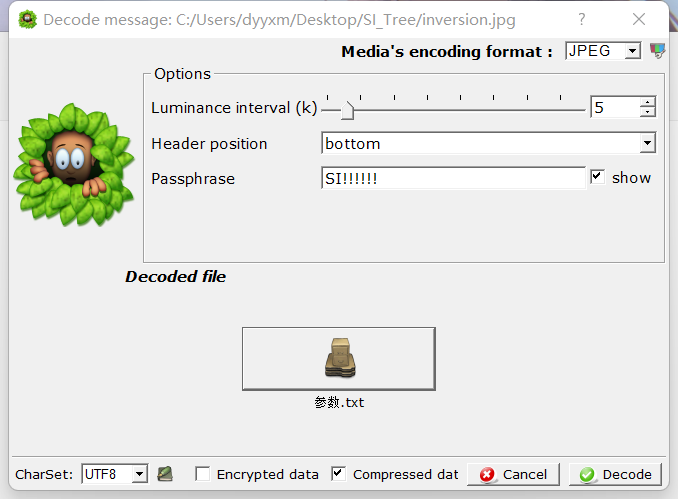 Decode message: C:/Users/dyyxm/Desktop/SI_Tree/inversion.jpg
Media's encoding format : JPEG
Options
Luminance interval (k) 5
Header position bottom
Passphrase SI!!!!!! show
Decoded file
参数.txt
CharSet: UTF8 Encrypted data Compressed dat Cancel Decode